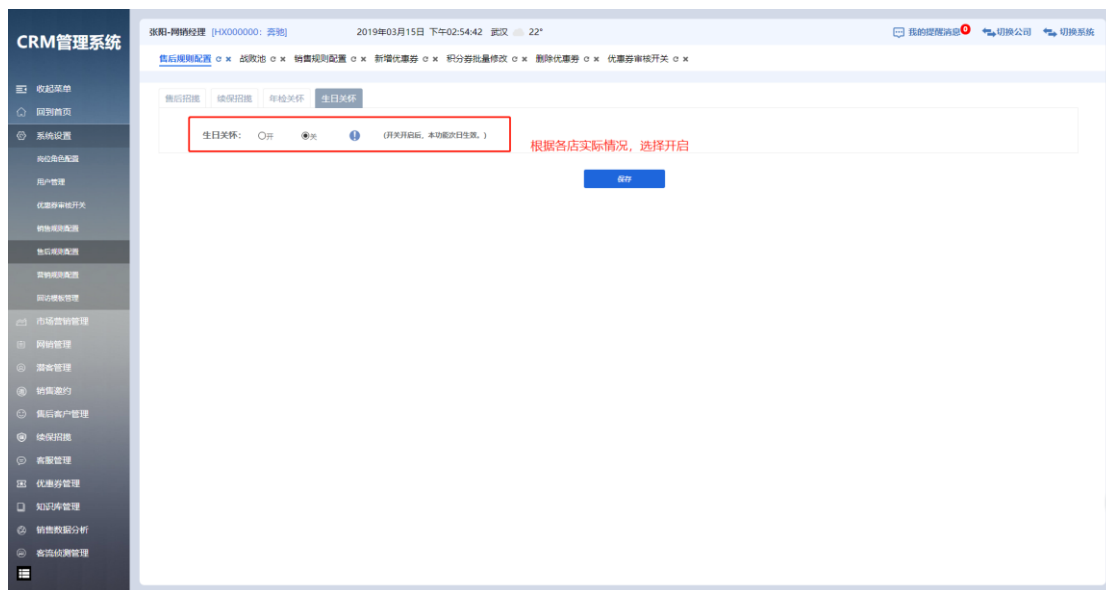 CRM管理系统
张阳-网销经理 [HX000000: 奔驰] 2019年03月15日 下午02:54:42 武汉 22° 我的提醒消息 0 切换公司 切换系统
售后规则配置 战败池 销售规则配置 新增优惠券 积分券批量修改 删除优惠券 优惠券审核开关
售后招揽 续保招揽 年检关怀 生日关怀
生日关怀: 开 关 (开关开启后，本功能次日生效。)
根据各店实际情况，选择开启
保存
收起菜单
回到首页
系统设置
岗位角色配置
用户管理
优惠券审核开关
销售规则配置
售后规则配置
营销规则配置
回访模板管理
市场营销管理
网销管理
潜客管理
销售邀约
售后客户管理
续保招揽
客服管理
优惠券管理
知识库管理
销售数据分析
客流侦测管理